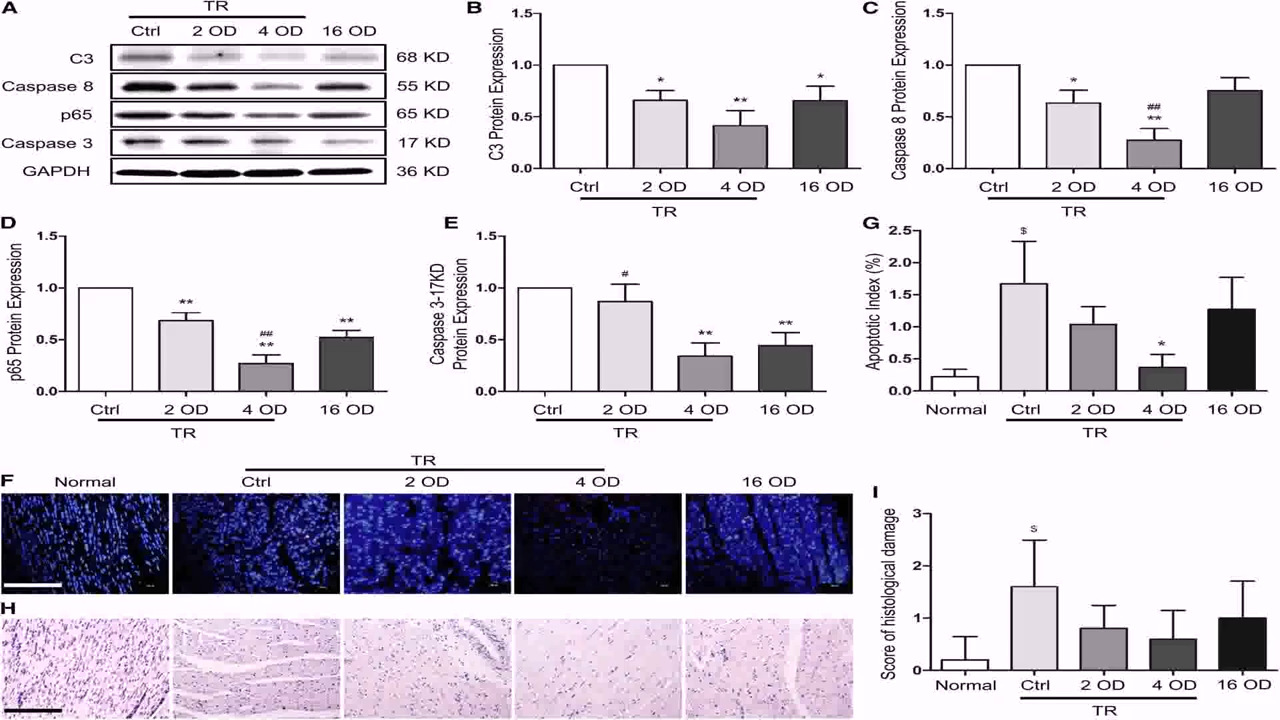 A
TR
Ctrl 2 OD 4 OD 16 OD
C3 68 KD
Caspase 8 55 KD
p65 65 KD
Caspase 3 17 KD
GAPDH 36 KD
B
C3 Protein Expression
1.5
1.0
0.5
0.0
* ** *
Ctrl 2 OD 4 OD 16 OD
TR
C
Caspase 8 Protein Expression
1.5
1.0
0.5
0.0
*
##
**
Ctrl 2 OD 4 OD 16 OD
TR
D
p65 Protein Expression
1.5
1.0
0.5
0.0
**
##
**
**
Ctrl 2 OD 4 OD 16 OD
TR
E
Caspase 3-17KD
Protein Expression
1.5
1.0
0.5
0.0
#
** **
Ctrl 2 OD 4 OD 16 OD
TR
G
Apoptotic Index (%)
2.5
2.0
1.5
1.0
0.5
0.0
$
*
Normal Ctrl 2 OD 4 OD 16 OD
TR
F
TR
Normal Ctrl 2 OD 4 OD 16 OD
H
I
Score of histological damage
3
2
1
0
$
Normal Ctrl 2 OD 4 OD 16 OD
TR